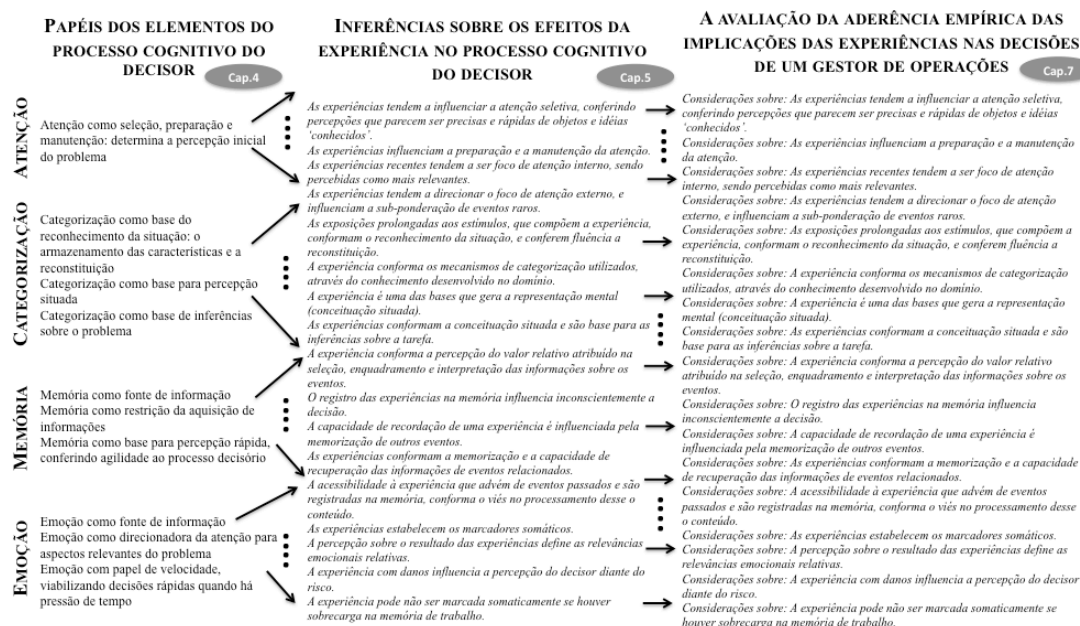 PAPÉIS DOS ELEMENTOS DO
PROCESSO COGNITIVO DO
DECISOR
Cap.4
ATENÇÃO
Atenção como seleção, preparação e
manutenção: determina a percepção inicial
do problema
CATEGORIZAÇÃO
Categorização como base do
reconhecimento da situação: o
armazenamento das características e a
reconstituição
Categorização como base para percepção
situada
Categorização como base de inferências
sobre o problema
MEMÓRIA
Memória como fonte de informação
Memória como restrição da aquisição de
informações
Memória como base para percepção rápida,
conferindo agilidade ao processo decisório
EMOÇÃO
Emoção como fonte de informação
Emoção como direcionadora da atenção para
aspectos relevantes do problema
Emoção com papel de velocidade,
viabilizando decisões rápidas quando há
pressão de tempo
INFERÊNCIAS SOBRE OS EFEITOS DA
EXPERIÊNCIA NO PROCESSO COGNITIVO
DO DECISOR
Cap.5
As experiências tendem a influenciar a atenção seletiva, conferindo
percepções que parecem ser precisas e rápidas de objetos e idéias
‘conhecidos’.
As experiências influenciam a preparação e a manutenção da atenção.
As experiências recentes tendem a ser foco de atenção interno, sendo
percebidas como mais relevantes.
As experiências tendem a direcionar o foco de atenção externo, e
influenciam a sub-ponderação de eventos raros.
As exposições prolongadas aos estímulos, que compõem a experiência,
conformam o reconhecimento da situação, e conferem fluência a
reconstituição.
A experiência conforma os mecanismos de categorização utilizados,
através do conhecimento desenvolvido no domínio.
A experiência é uma das bases que gera a representação mental
(conceituação situada).
As experiências conformam a conceituação situada e são base para as
inferências sobre a tarefa.
A experiência conforma a percepção do valor relativo atribuído na
seleção, enquadramento e interpretação das informações sobre os
eventos.
O registro das experiências na memória influencia inconscientemente a
decisão.
A capacidade de recordação de uma experiência é influenciada pela
memorização de outros eventos.
As experiências conformam a memorização e a capacidade de
recuperação das informações de eventos relacionados.
A acessibilidade à experiência que advém de eventos passados e são
registradas na memória, conforma o viés no processamento desse o
conteúdo.
As experiências estabelecem os marcadores somáticos.
A percepção sobre o resultado das experiências define as relevâncias
emocionais relativas.
A experiência com danos influencia a percepção do decisor diante do
risco.
A experiência pode não ser marcada somaticamente se houver
sobrecarga na memória de trabalho.
A AVALIAÇÃO DA ADERÊNCIA EMPÍRICA DAS
IMPLICAÇÕES DAS EXPERIÊNCIAS NAS DECISÕES
DE UM GESTOR DE OPERAÇÕES
Cap.7
Considerações sobre: As experiências tendem a influenciar a atenção seletiva,
conferindo percepções que parecem ser precisas e rápidas de objetos e idéias
‘conhecidos’.
Considerações sobre: As experiências influenciam a preparação e a manutenção
da atenção.
Considerações sobre: As experiências recentes tendem a ser foco de atenção
interno, sendo percebidas como mais relevantes.
Considerações sobre: As experiências tendem a direcionar o foco de atenção
externo, e influenciam a sub-ponderação de eventos raros.
Considerações sobre: As exposições prolongadas aos estímulos, que compõem a
experiência, conformam o reconhecimento da situação, e conferem fluência a
reconstituição.
Considerações sobre: A experiência conforma os mecanismos de categorização
utilizados, através do conhecimento desenvolvido no domínio.
Considerações sobre: A experiência é uma das bases que gera a representação
mental (conceituação situada).
Considerações sobre: As experiências conformam a conceituação situada e são
base para as inferências sobre a tarefa.
Considerações sobre: A experiência conforma a percepção do valor relativo
atribuído na seleção, enquadramento e interpretação das informações sobre os
eventos.
Considerações sobre: O registro das experiências na memória influencia
inconscientemente a decisão.
Considerações sobre: A capacidade de recordação de uma experiência é
influenciada pela memorização de outros eventos.
Considerações sobre: As experiências conformam a memorização e a capacidade
de recuperação das informações de eventos relacionados.
Considerações sobre: A acessibilidade à experiência que advém de eventos
passados e são registradas na memória, conforma o viés no processamento desse
o conteúdo.
Considerações sobre: As experiências estabelecem os marcadores somáticos.
Considerações sobre: A percepção sobre o resultado das experiências define as
relevâncias emocionais relativas.
Considerações sobre: A experiência com danos influencia a percepção do decisor
diante do risco.
Considerações sobre: A experiência pode não ser marcada somaticamente se
houver sobrecarga na memória de trabalho.